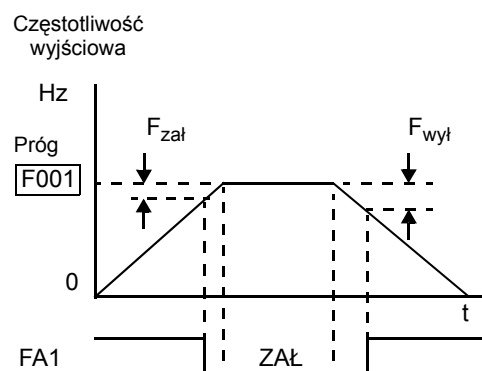 Częstotliwość
wyjściowa
Hz
Fzał
Fwył
Próg
F001
0
t
FA1
ZAŁ